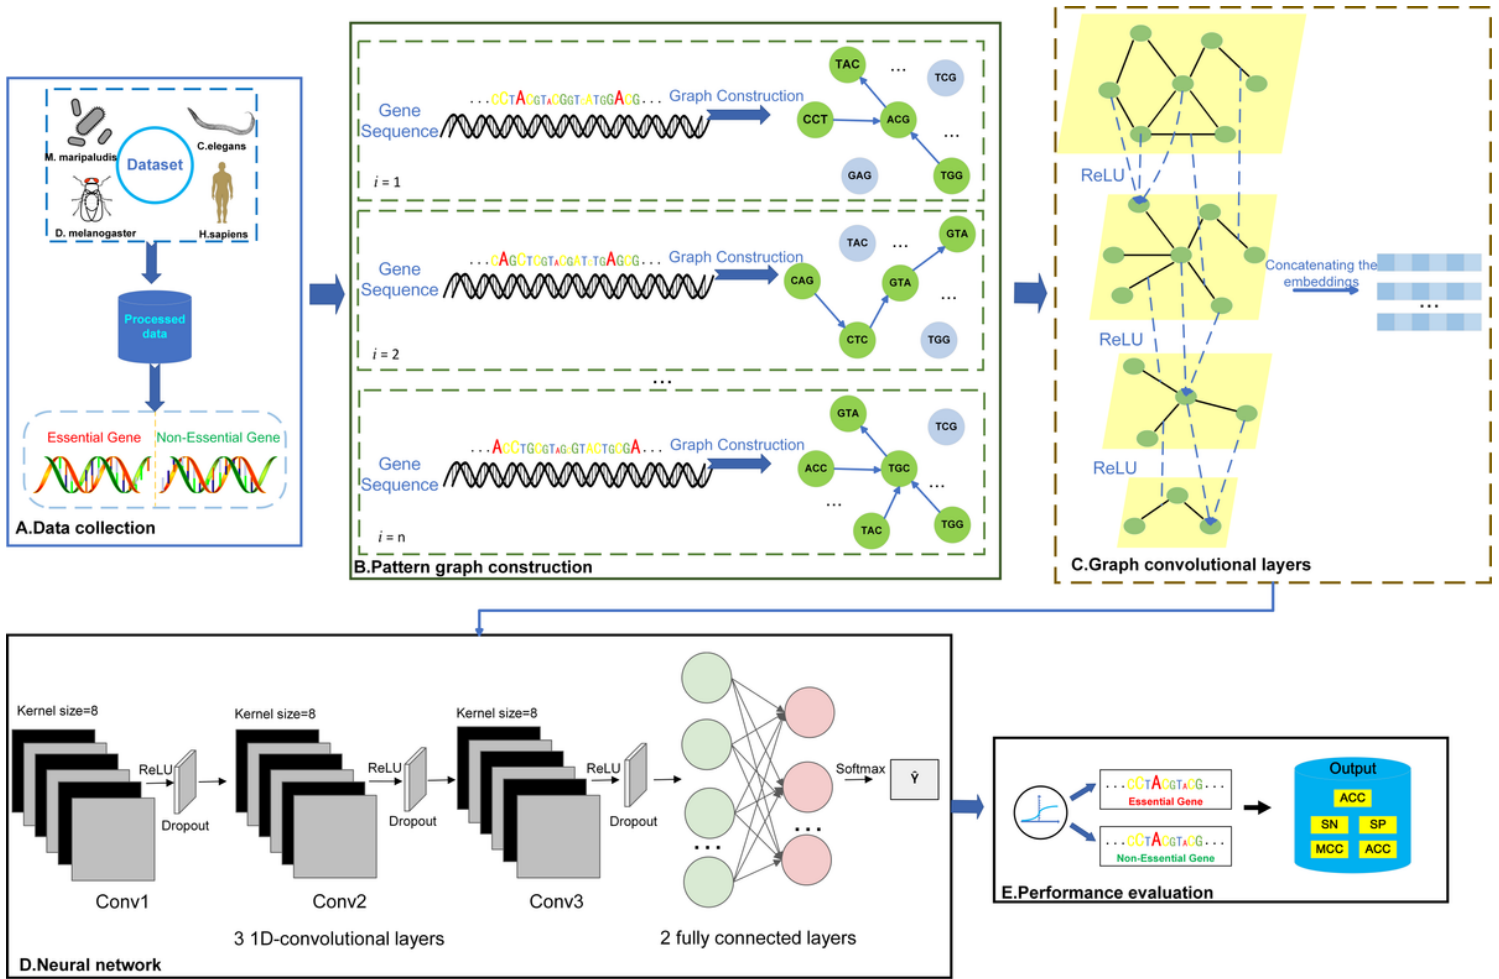 M. maripaludis
C.elegans
Dataset
D. melanogaster
H.sapiens
Processed
data
Essential Gene
Non-Essential Gene
A.Data collection
Gene
Sequence
...CCTACGTACGGTCATGGACG...
Graph Construction
TAC
...
TCG
CCT
ACG
...
GAG
TGG
i = 1
Gene
Sequence
...CAGCTCGTACGATCTGAGCG...
Graph Construction
TAC
...
GTA
CAG
GTA
...
CTC
TGG
i = 2
...
Gene
Sequence
...ACCTGCGTAGCGTACTGCGA...
Graph Construction
GTA
TCG
ACC
TGC
...
...
TAC
TGG
i = n
B.Pattern graph construction
ReLU
Concatenating the
embeddings
...
ReLU
ReLU
C.Graph convolutional layers
Kernel size=8
Kernel size=8
Kernel size=8
ReLU
ReLU
ReLU
Dropout
Dropout
Dropout
Conv1
Conv2
Conv3
3 1D-convolutional layers
...
...
2 fully connected layers
Softmax
Ŷ
D.Neural network
...CCTACGTACG...
Essential Gene
...CCTACGTACG...
Non-Essential Gene
Output
ACC
SN
SP
MCC
ACC
E.Performance evaluation